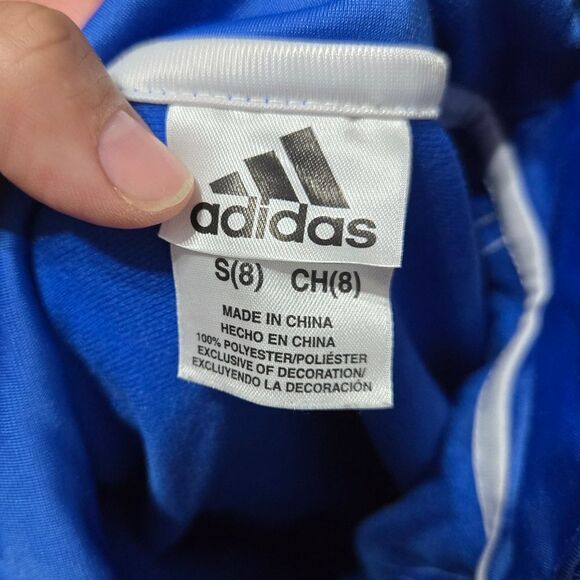 adidas
S(8) CH(8)
MADE IN CHINA
HECHO EN CHINA
100% POLYESTER/POLIÉSTER
EXCLUSIVE OF DECORATION/
EXCLUYENDO LA DECORACIÓN